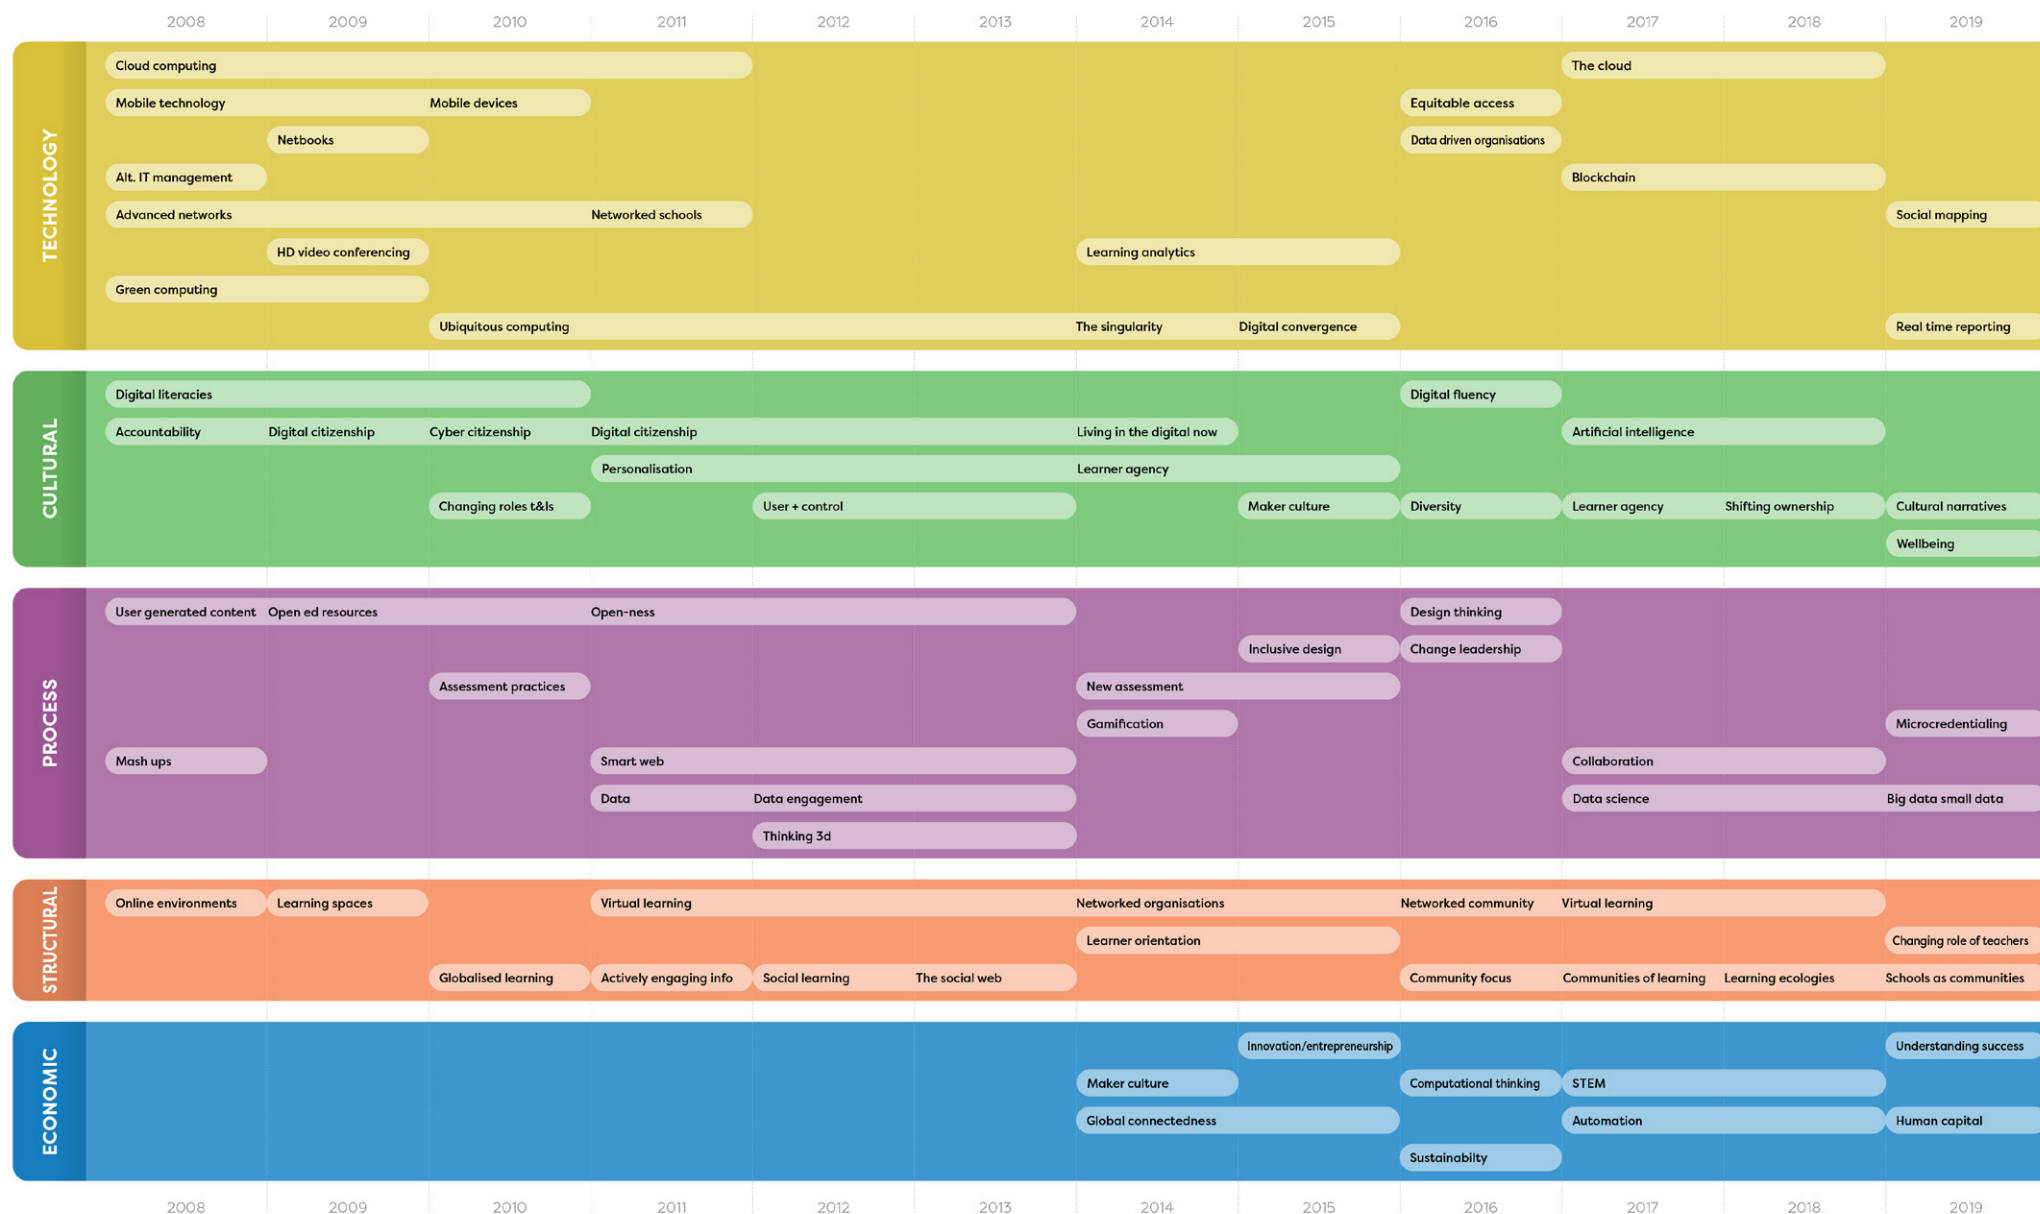 2008 2009 2010 2011 2012 2013 2014 2015 2016 2017 2018 2019
TECHNOLOGY
Cloud computing The cloud
Mobile technology Mobile devices Equitable access
Netbooks Data driven organisations
Alt. IT management Blockchain
Advanced networks Networked schools Social mapping
HD video conferencing Learning analytics
Green computing
Ubiquitous computing The singularity Digital convergence Real time reporting
CULTURAL
Digital literacies Digital fluency
Accountability Digital citizenship Cyber citizenship Digital citizenship Living in the digital now Artificial intelligence
Personalisation Learner agency
Changing roles t&ls User + control Maker culture Diversity Learner agency Shifting ownership Cultural narratives
Wellbeing
PROCESS
User generated content Open ed resources Open-ness Design thinking
Inclusive design Change leadership
Assessment practices New assessment
Gamification Microcredentialing
Mash ups Smart web Collaboration
Data Data engagement Data science Big data small data
Thinking 3d
STRUCTURAL
Online environments Learning spaces Virtual learning Networked organisations Networked community Virtual learning
Learner orientation Changing role of teachers
Globalised learning Actively engaging info Social learning The social web Community focus Communities of learning Learning ecologies Schools as communities
ECONOMIC
Innovation/entrepreneurship Understanding success
Maker culture Computational thinking STEM
Global connectedness Automation Human capital
Sustainabilty
2008 2009 2010 2011 2012 2013 2014 2015 2016 2017 2018 2019